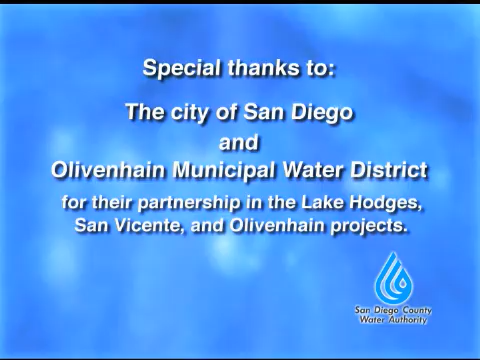 Special thanks to:
The city of San Diego
and
Olivenhain Municipal Water District
for their partnership in the Lake Hodges,
San Vicente, and Olivenhain projects.
San Diego County
Water Authority